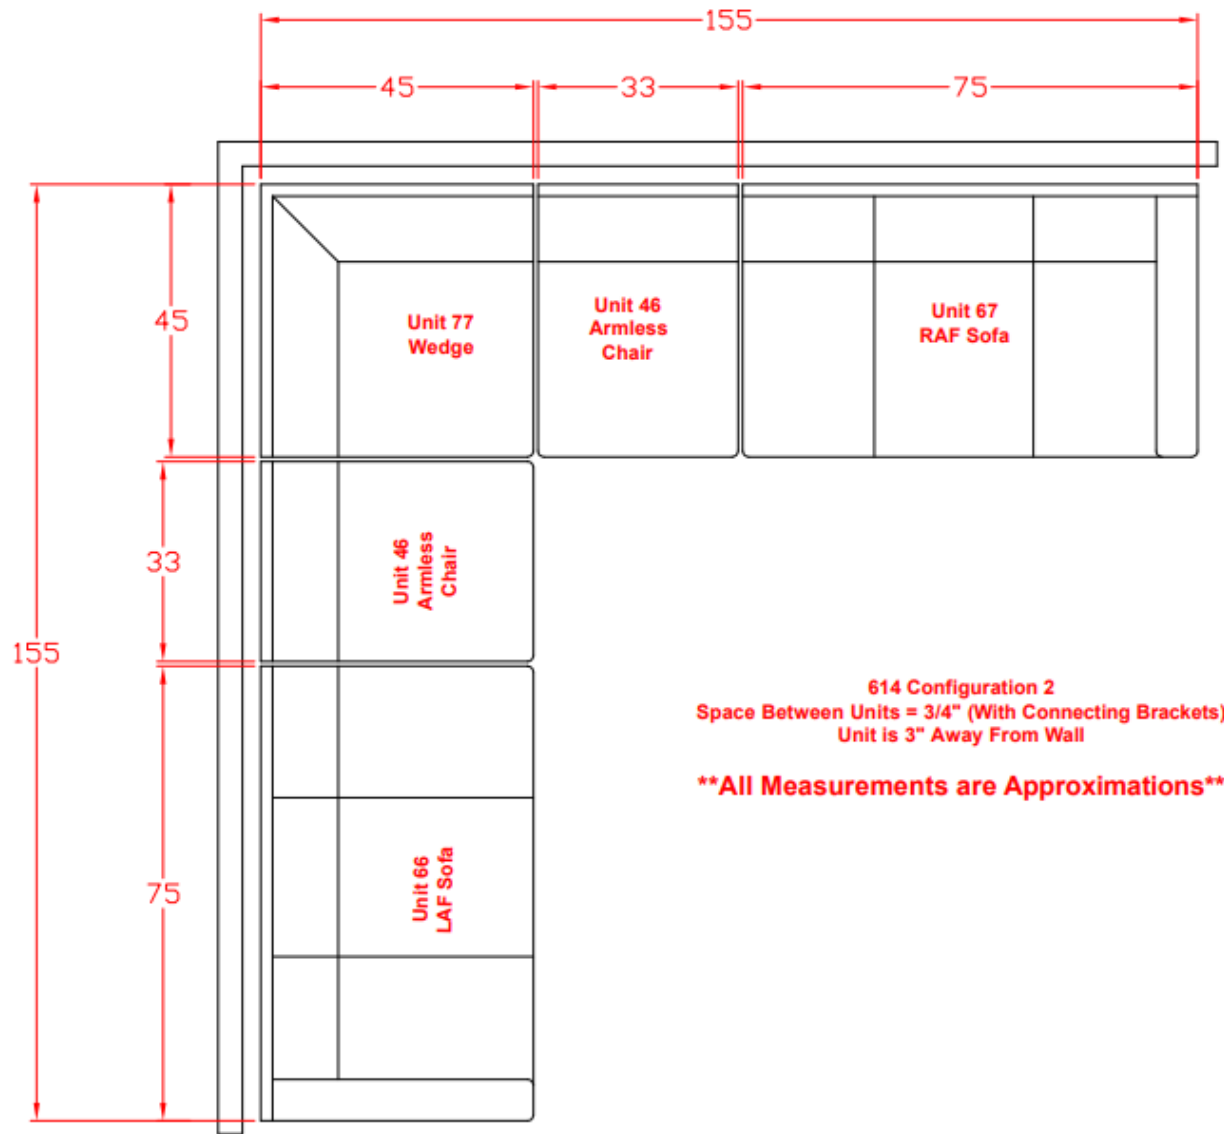 155
45
33
75
45
Unit 77
Wedge
Unit 46
Armless
Chair
Unit 67
RAF Sofa
33
Unit 46
Armless
Chair
155
614 Configuration 2
Space Between Units = 3/4" (With Connecting Brackets)
Unit is 3" Away From Wall
**All Measurements are Approximations**
75
Unit 66
LAF Sofa